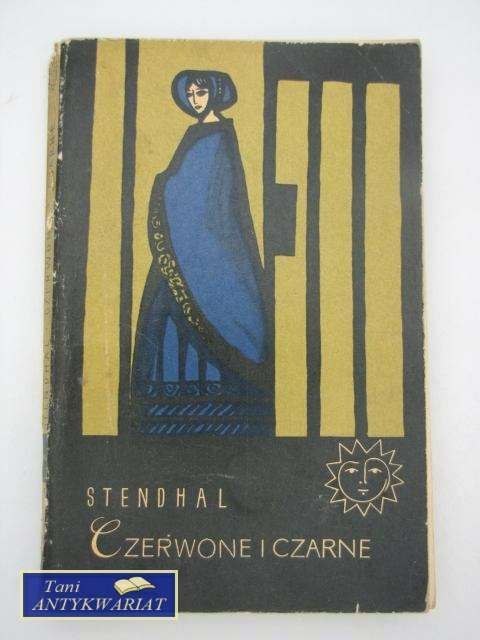 STENDHAL
CZERWONE I CZARNE
Tani
ANTYKWARIAT